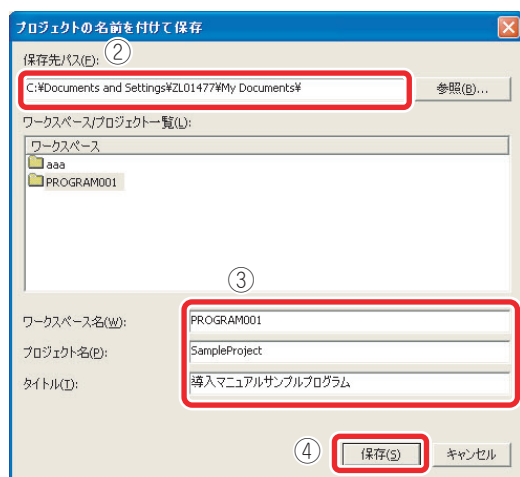 プロジェクトの名前を付けて保存
保存先パス(F): ②
C:¥Documents and Settings¥ZL01477¥My Documents¥ 参照(B)...
ワークスペース/プロジェクト一覧(L):
ワークスペース
aaa
PROGRAM001
③
ワークスペース名(W): PROGRAM001
プロジェクト名(P): SampleProject
タイトル(T): 導入マニュアルサンプルプログラム
④ 保存(S) キャンセル